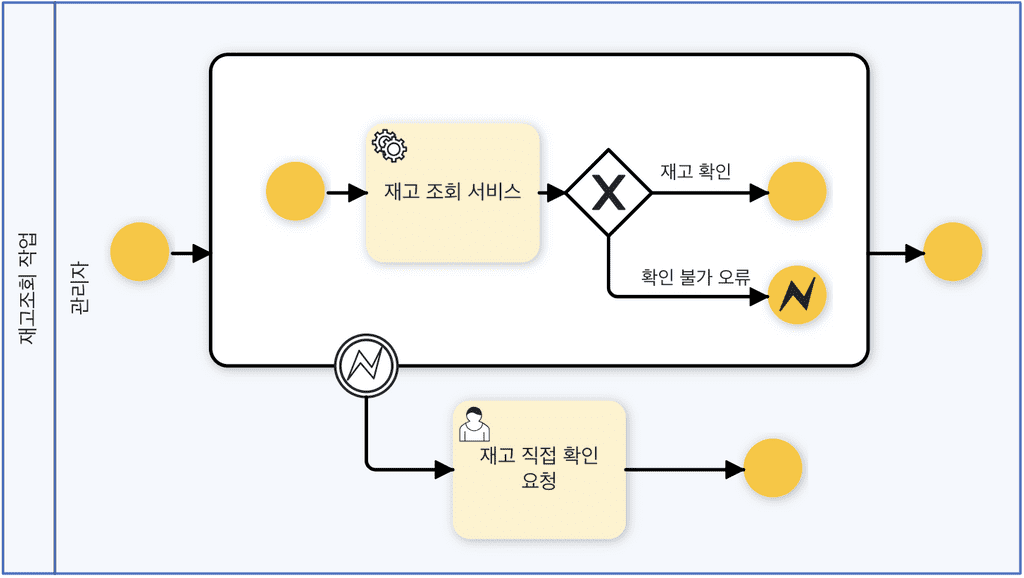 재고조회 작업
관리자
재고 조회 서비스
X
재고 확인
확인 불가 오류
재고 직접 확인
요청